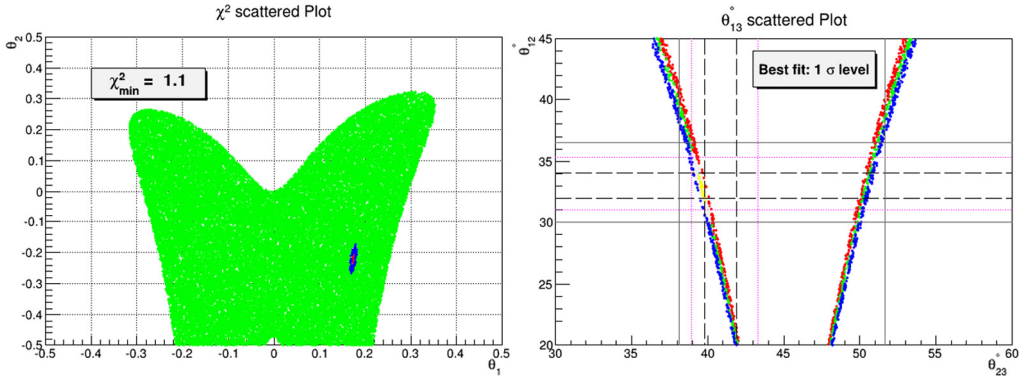 χ² scattered Plot
θ₂
0.5
0.4
0.3
0.2
0.1
0
-0.1
-0.2
-0.3
-0.4
-0.5
χ²min = 1.1
-0.5 -0.4 -0.3 -0.2 -0.1 0 0.1 0.2 0.3 0.4 0.5
θ₁
θ°₁₃ scattered Plot
θ°₁₂
45
40
35
30
25
20
Best fit: 1 σ level
30 35 40 45 50 55 60
θ°₂₃